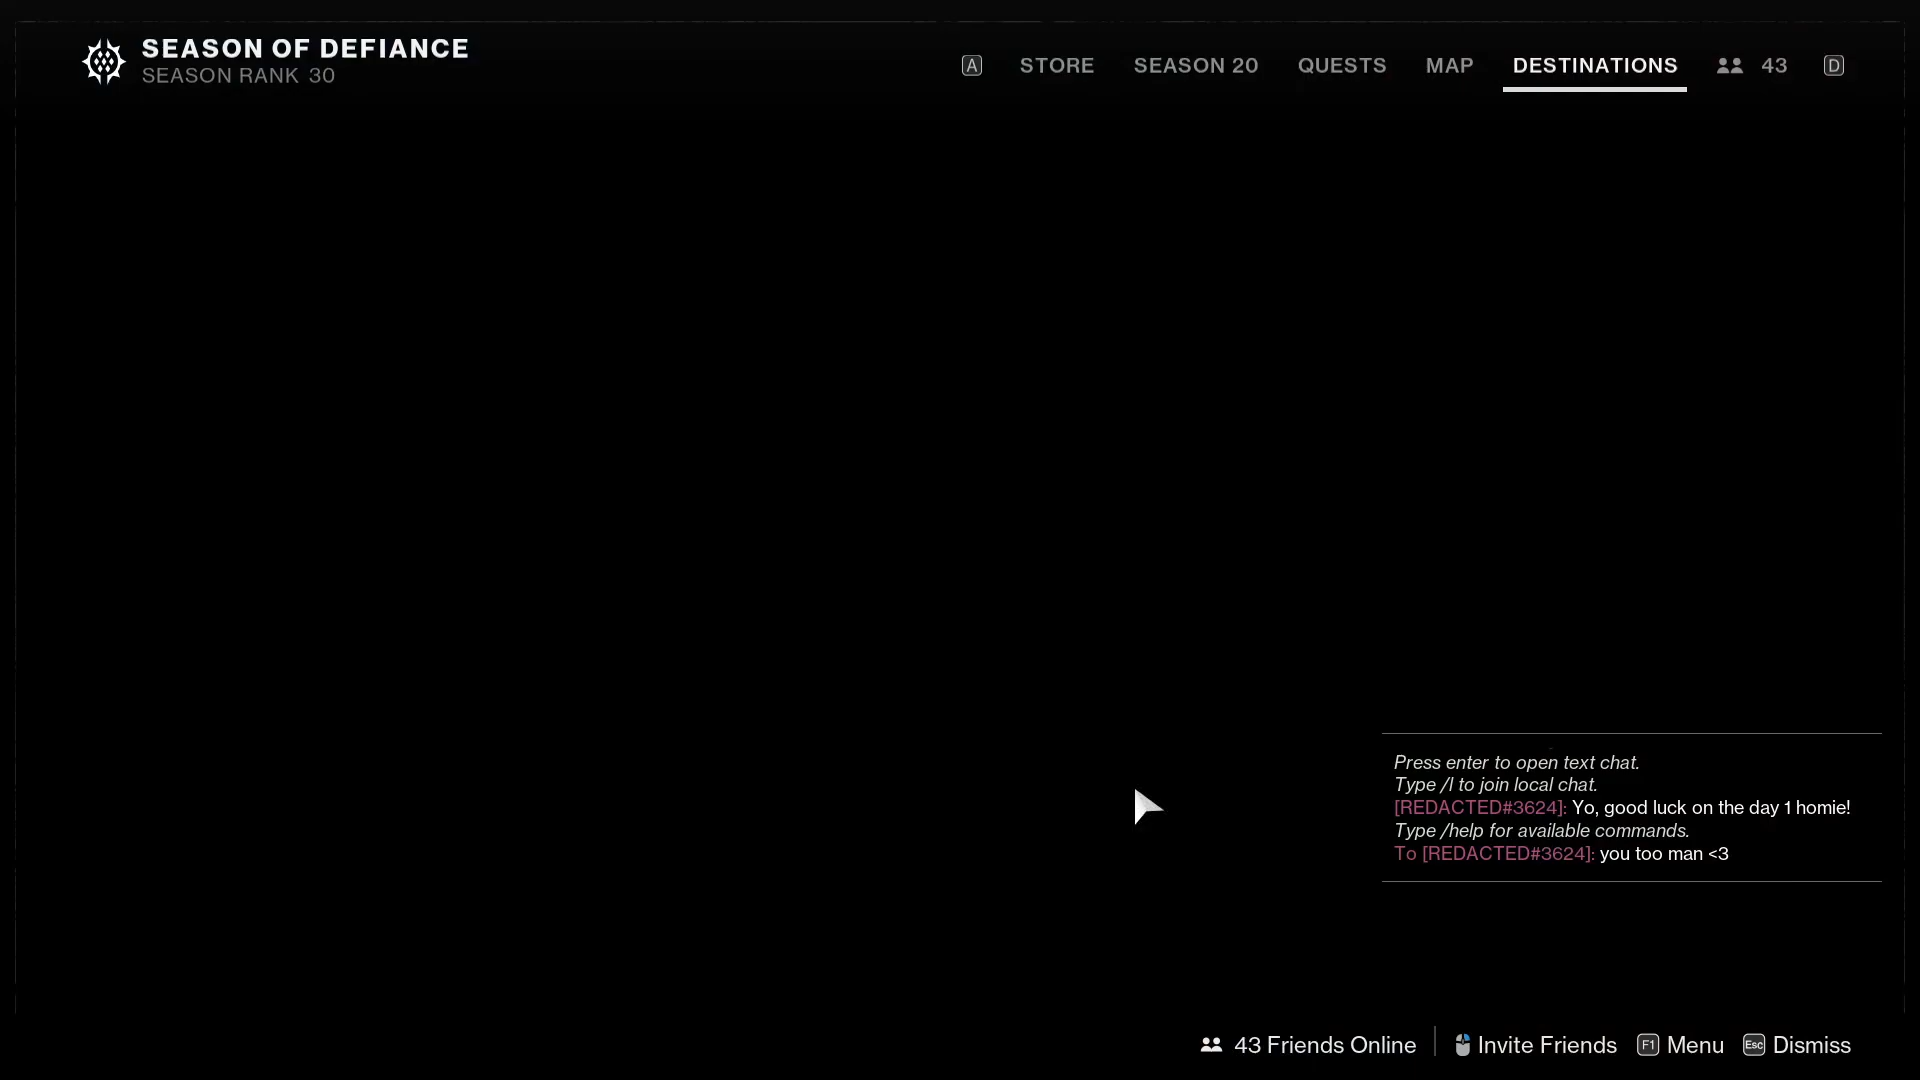 SEASON OF DEFIANCE
SEASON RANK 30
A STORE SEASON 20 QUESTS MAP DESTINATIONS 43 D
Press enter to open text chat.
Type /l to join local chat.
[REDACTED#3624]: Yo, good luck on the day 1 homie!
Type /help for available commands.
To [REDACTED#3624]: you too man <3
43 Friends Online Invite Friends F1 Menu Esc Dismiss